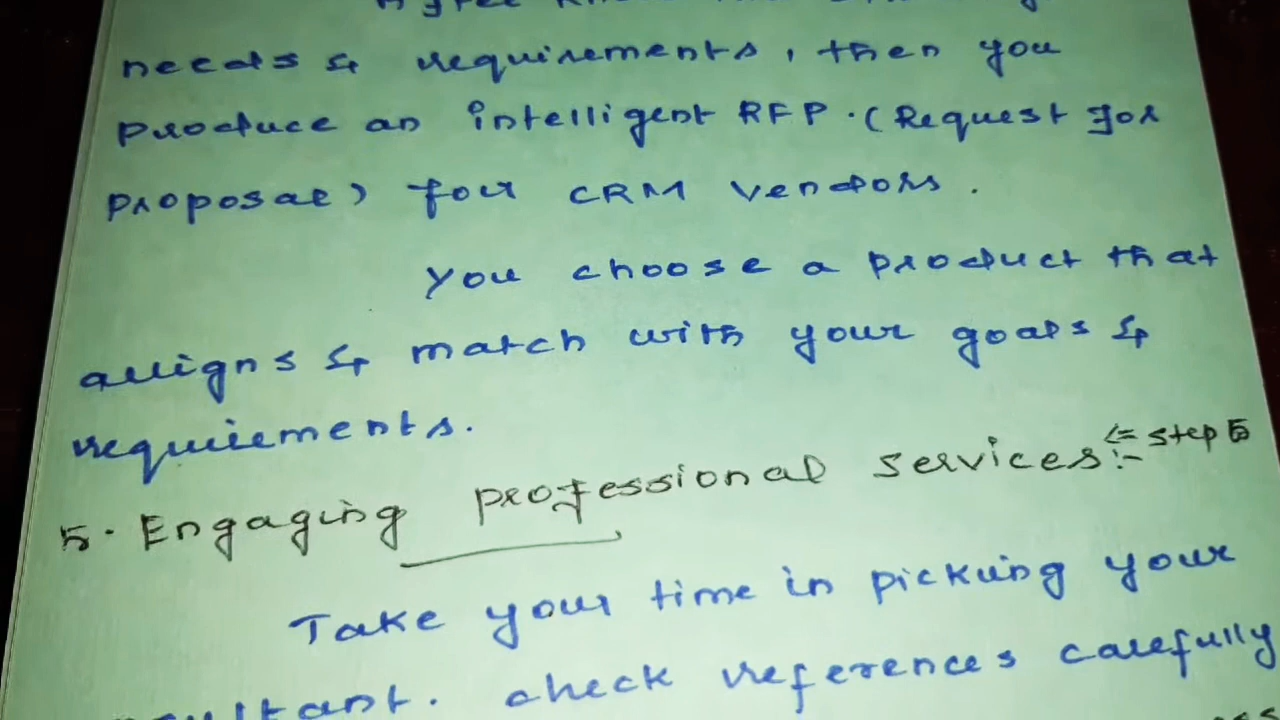 needs & requirements, then you
produce an intelligent RFP. (Request for
proposal) for CRM vendors.
You choose a product that
alligns & match with your goals &
requirements.
5. Engaging professional services:- <= step 5
Take your time in picking your
check references carefully